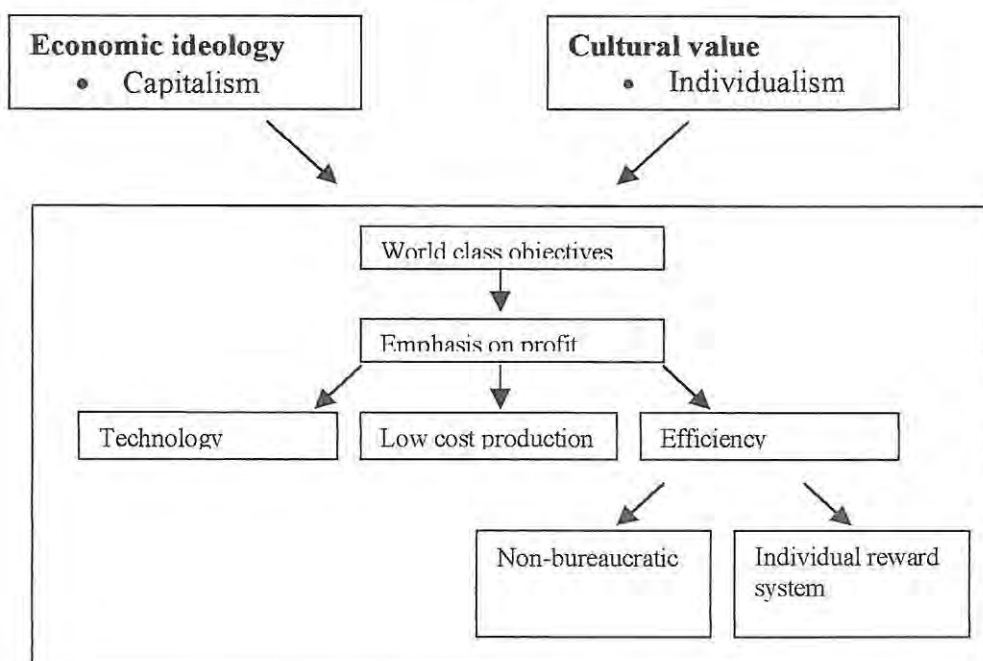 Economic ideology
• Capitalism
Cultural value
• Individualism
World class objectives
Emphasis on profit
Technology
Low cost production
Efficiency
Non-bureaucratic
Individual reward
system